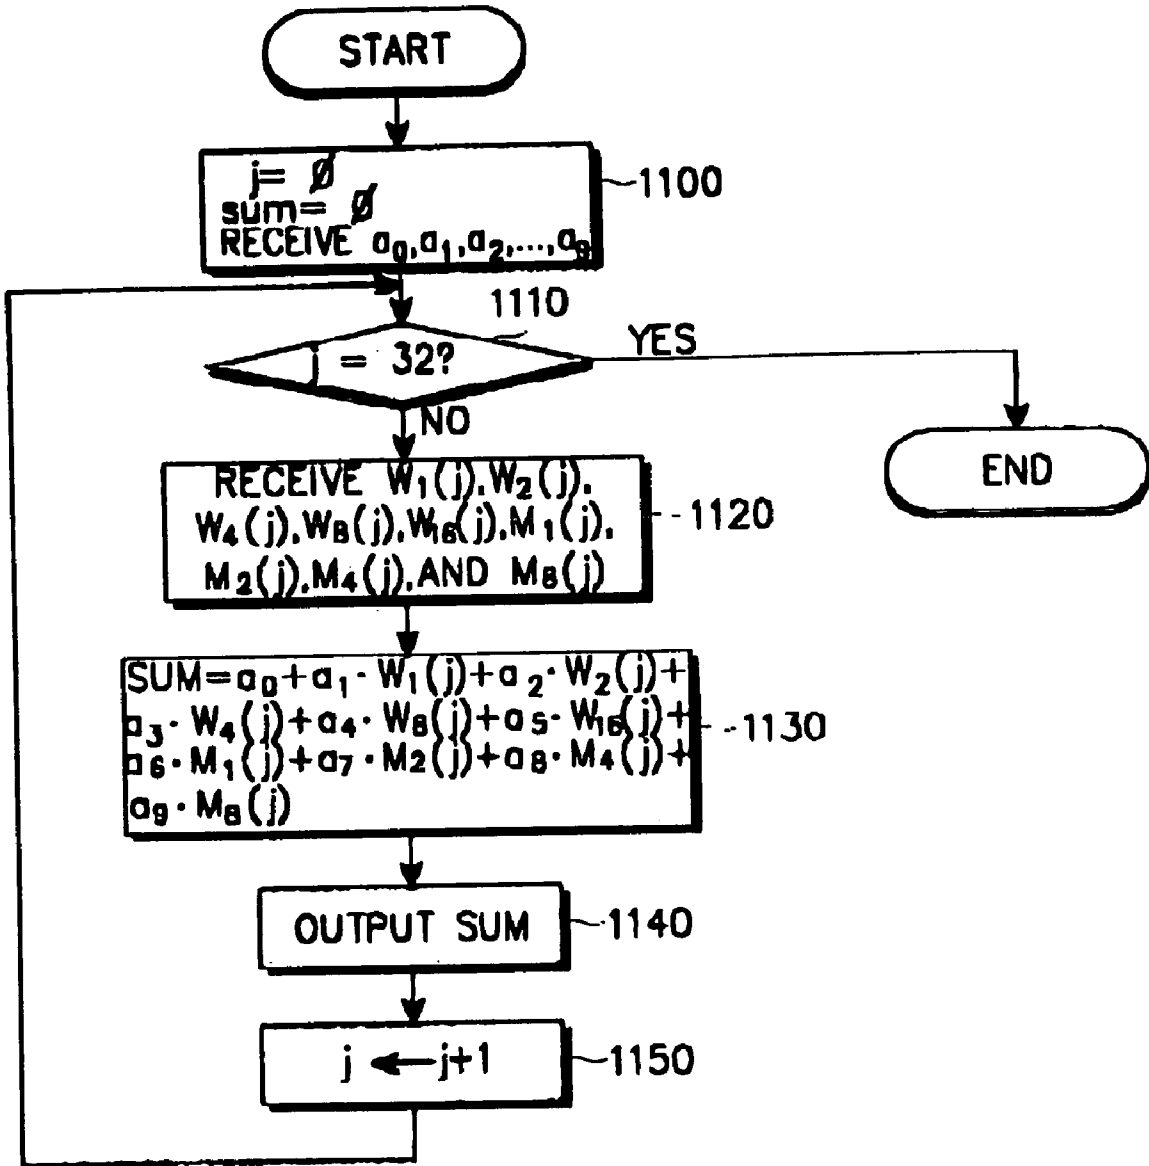 START
j= Ø
sum= Ø
RECEIVE a₀,a₁,a₂,...,a₉
1100
1110
j = 32?
YES
NO
END
RECEIVE W₁(j),W₂(j),
W₄(j),W₈(j),W₁₆(j),M₁(j),
M₂(j),M₄(j),AND M₈(j)
1120
SUM=a₀+a₁·W₁(j)+a₂·W₂(j)+
a₃·W₄(j)+a₄·W₈(j)+a₅·W₁₆(j)+
a₆·M₁(j)+a₇·M₂(j)+a₈·M₄(j)+
a₉·M₈(j)
1130
OUTPUT SUM
1140
j ← j+1
1150